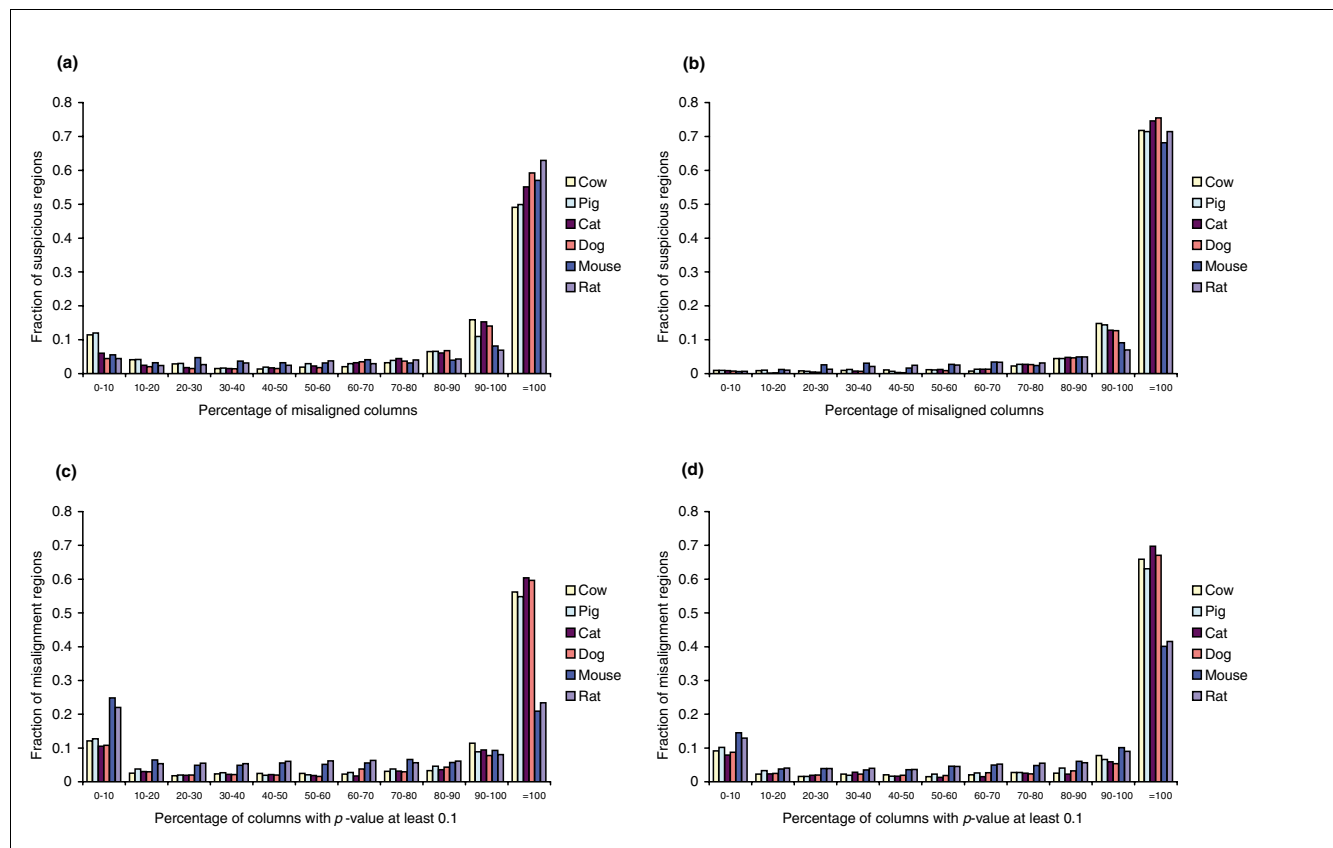 (a)
0.8
0.7
0.6
0.5
0.4
0.3
0.2
0.1
0
Fraction of suspicious regions
0-10 10-20 20-30 30-40 40-50 50-60 60-70 70-80 80-90 90-100 =100
Percentage of misaligned columns
Cow
Pig
Cat
Dog
Mouse
Rat
(b)
0.8
0.7
0.6
0.5
0.4
0.3
0.2
0.1
0
Fraction of suspicious regions
0-10 10-20 20-30 30-40 40-50 50-60 60-70 70-80 80-90 90-100 =100
Percentage of misaligned columns
Cow
Pig
Cat
Dog
Mouse
Rat
(c)
0.8
0.7
0.6
0.5
0.4
0.3
0.2
0.1
0
Fraction of misalignment regions
0-10 10-20 20-30 30-40 40-50 50-60 60-70 70-80 80-90 90-100 =100
Percentage of columns with p -value at least 0.1
Cow
Pig
Cat
Dog
Mouse
Rat
(d)
0.8
0.7
0.6
0.5
0.4
0.3
0.2
0.1
0
Fraction of misalignment regions
0-10 10-20 20-30 30-40 40-50 50-60 60-70 70-80 80-90 90-100 =100
Percentage of columns with p-value at least 0.1
Cow
Pig
Cat
Dog
Mouse
Rat